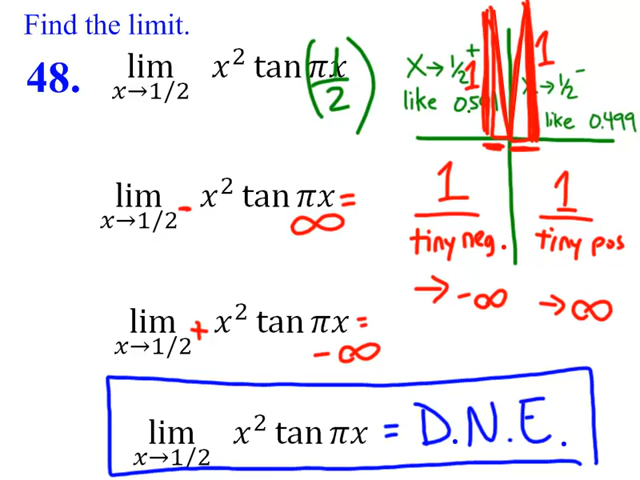 Find the limit.
48. lim x→1/2 x² tan πx (1/2)
lim x→1/2 - x² tan πx = ∞
lim x→1/2 + x² tan πx = -∞
lim x→1/2 x² tan πx = D.N.E.
x → 1/2⁺ 1
like
1
x → 1/2⁻
like 0.499
1 / tiny neg.
→ -∞
1 / tiny pos
→ ∞